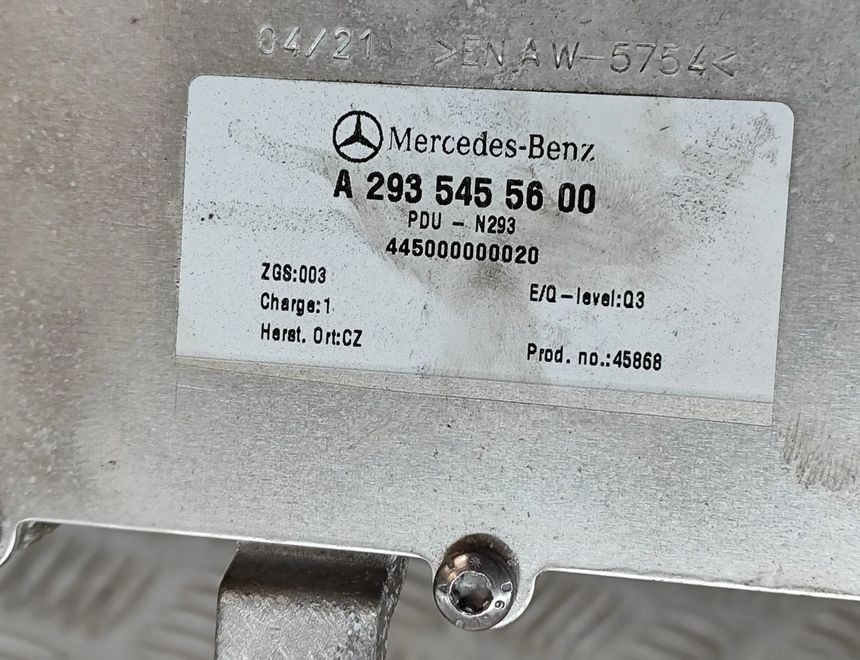 04/21 >EN AW-5754<
Mercedes-Benz
A 293 545 56 00
PDU - N293
445000000020
ZGS:003
E/Q-level:Q3
Charge:1
Herst. Ort:CZ
Prod. no.:45868